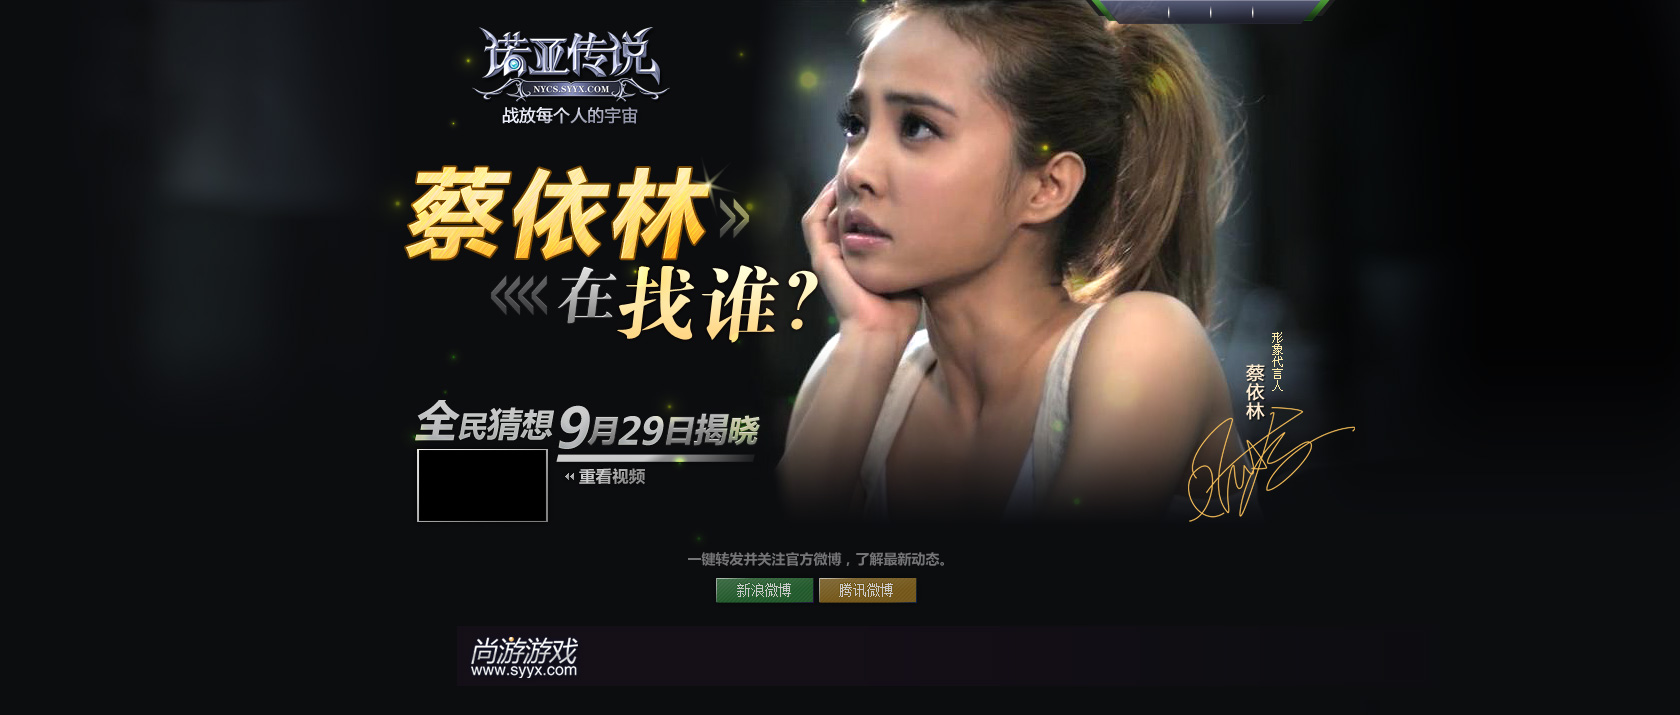 诺亚传说
NYCS.SYYX.COM
战放每个人的宇宙
蔡依林
在找谁?
形象代言人
蔡依林
全民猜想9月29日揭晓
重看视频
一键转发并关注官方微博，了解最新动态。
新浪微博
腾讯微博
尚游游戏
www.syyx.com